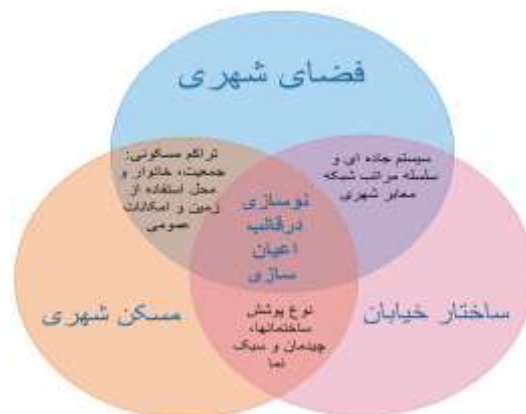 فضای شهری
تراکم مسکونی:
جمعیت، خانوار و
محل استفاده از
زمین و امکانات
عمومی
سیستم جاده ای و
سلسله مراتب شبکه
معابر شهری
نوسازی
درقالب
اعیان
سازی
مسکن شهری
ساختار خیابان
نوع پوشش
ساختمانها،
چیدمان و سبک
نما